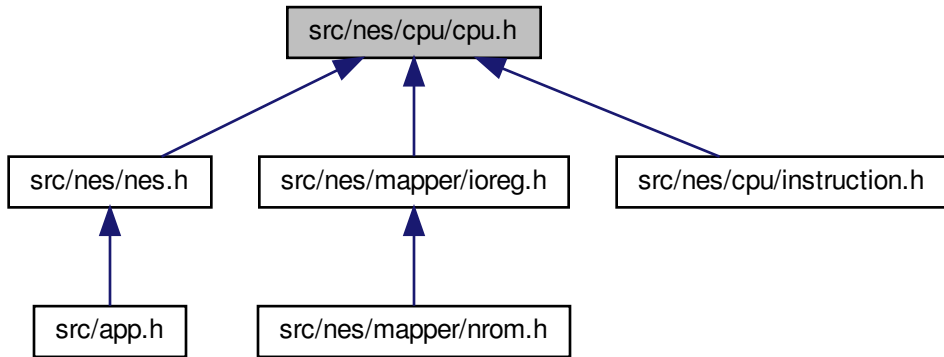 src/nes/cpu/cpu.h
src/nes/nes.h
src/nes/mapper/ioreg.h
src/nes/cpu/instruction.h
src/app.h
src/nes/mapper/nrom.h